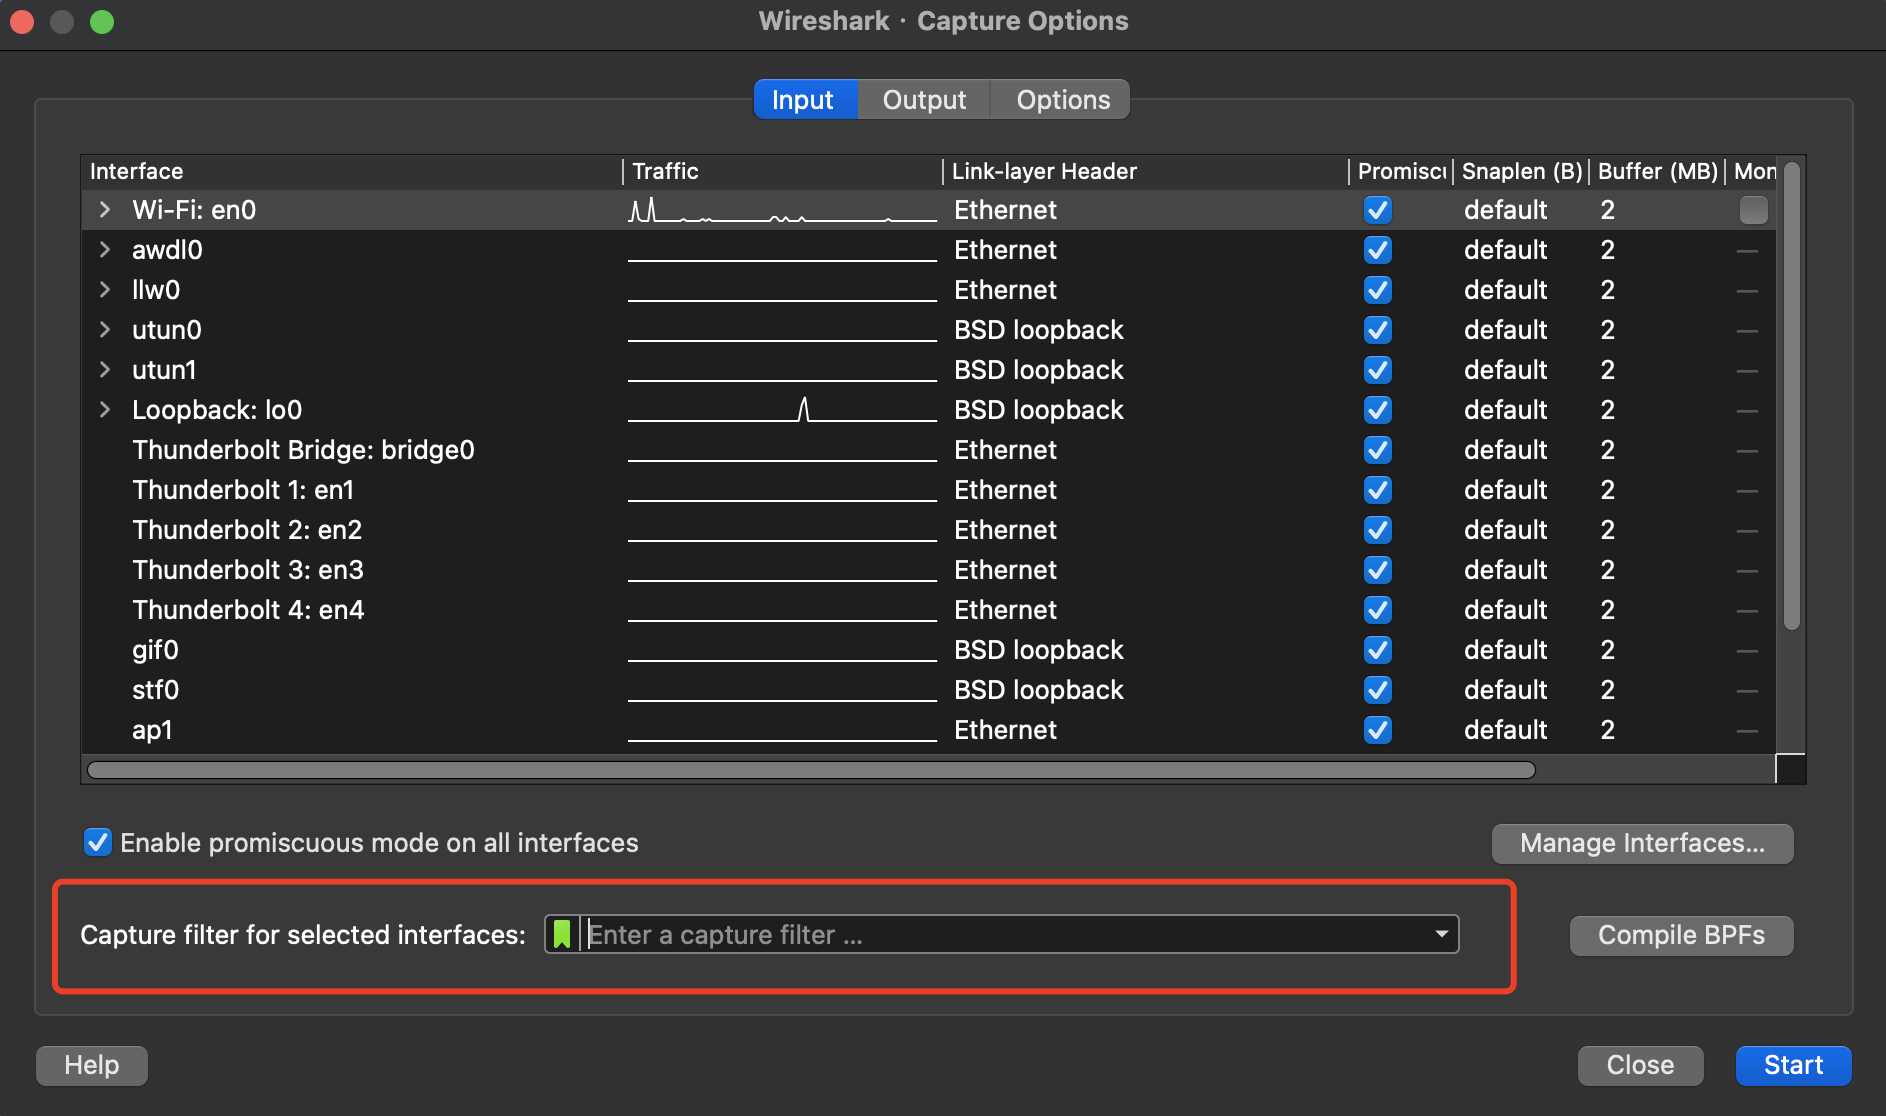 Wireshark · Capture Options
Input Output Options
Interface Traffic Link-layer Header Promiscu Snaplen (B) Buffer (MB) Mon
Wi-Fi: en0 Ethernet default 2
awdl0 Ethernet default 2
llw0 Ethernet default 2
utun0 BSD loopback default 2
utun1 BSD loopback default 2
Loopback: lo0 BSD loopback default 2
Thunderbolt Bridge: bridge0 Ethernet default 2
Thunderbolt 1: en1 Ethernet default 2
Thunderbolt 2: en2 Ethernet default 2
Thunderbolt 3: en3 Ethernet default 2
Thunderbolt 4: en4 Ethernet default 2
gif0 BSD loopback default 2
stf0 BSD loopback default 2
ap1 Ethernet default 2
Enable promiscuous mode on all interfaces Manage Interfaces...
Capture filter for selected interfaces: Enter a capture filter ... Compile BPFs
Help Close Start